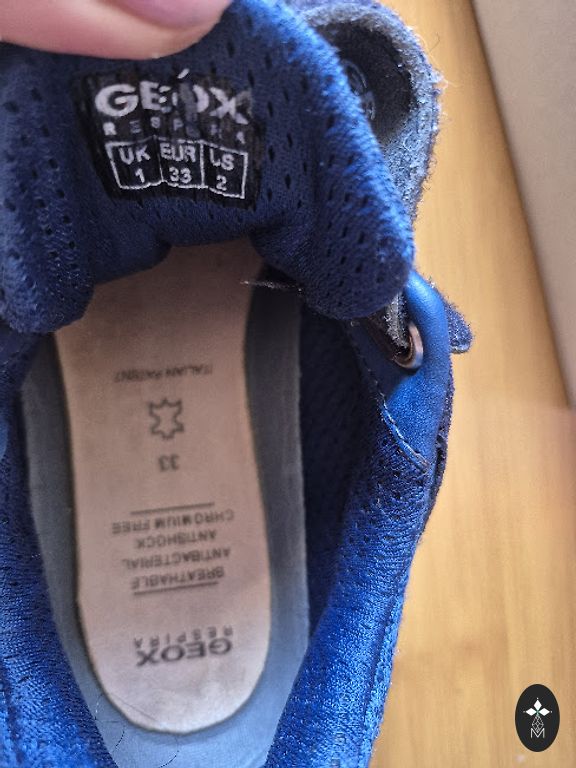 GEOX
RESPIRA
UK EUR US
1 33 2
ITALIAN PATENT
33
CHROMIUM FREE
ANTISHOCK
ANTIBACTERIAL
BREATHABLE
RESPIRA
GEOX
M